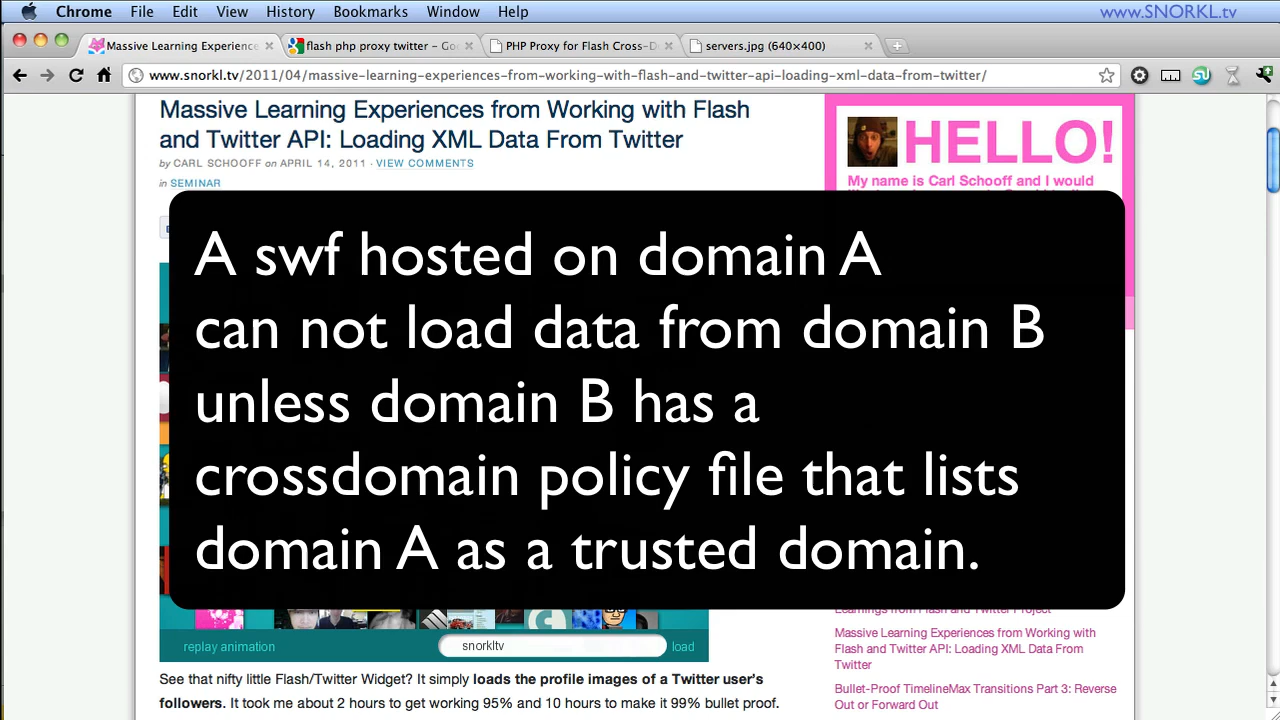 Chrome File Edit View History Bookmarks Window Help www.SNORKL.tv
Massive Learning Experience flash php proxy twitter – Go PHP Proxy for Flash Cross-D servers.jpg (640×400)
www.snorkl.tv/2011/04/massive-learning-experiences-from-working-with-flash-and-twitter-api-loading-xml-data-from-twitter/
Massive Learning Experiences from Working with Flash
and Twitter API: Loading XML Data From Twitter
by CARL SCHOOFF on APRIL 14, 2011 · VIEW COMMENTS
in SEMINAR
HELLO!
My name is Carl Schooff and I would
A swf hosted on domain A
can not load data from domain B
unless domain B has a
crossdomain policy file that lists
domain A as a trusted domain.
replay animation snorkltv load
See that nifty little Flash/Twitter Widget? It simply loads the profile images of a Twitter user's
followers. It took me about 2 hours to get working 95% and 10 hours to make it 99% bullet proof.
Learnings from Flash and Twitter Project
Massive Learning Experiences from Working with
Flash and Twitter API: Loading XML Data From
Twitter
Bullet-Proof TimelineMax Transitions Part 3: Reverse
Out or Forward Out